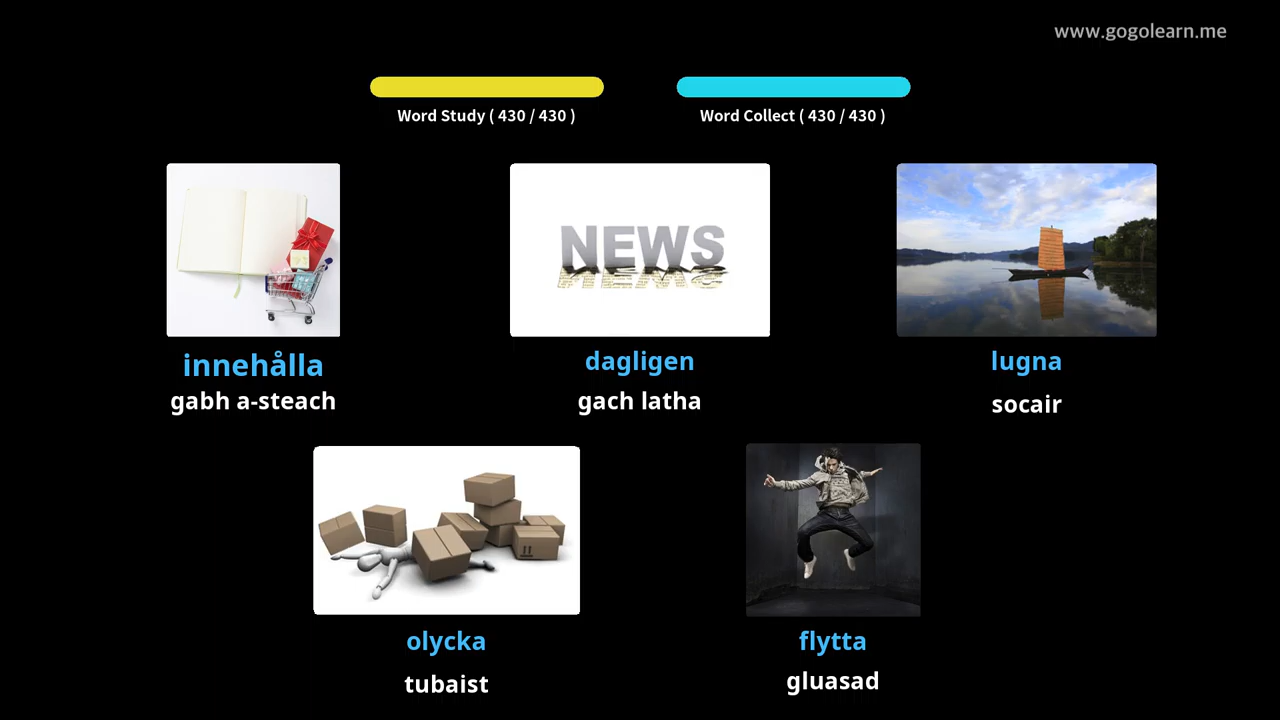 www.gogolearn.me
Word Study ( 430 / 430 )
Word Collect ( 430 / 430 )
NEWS
innehålla
gabh a-steach
dagligen
gach latha
lugna
socair
olycka
tubaist
flytta
gluasad